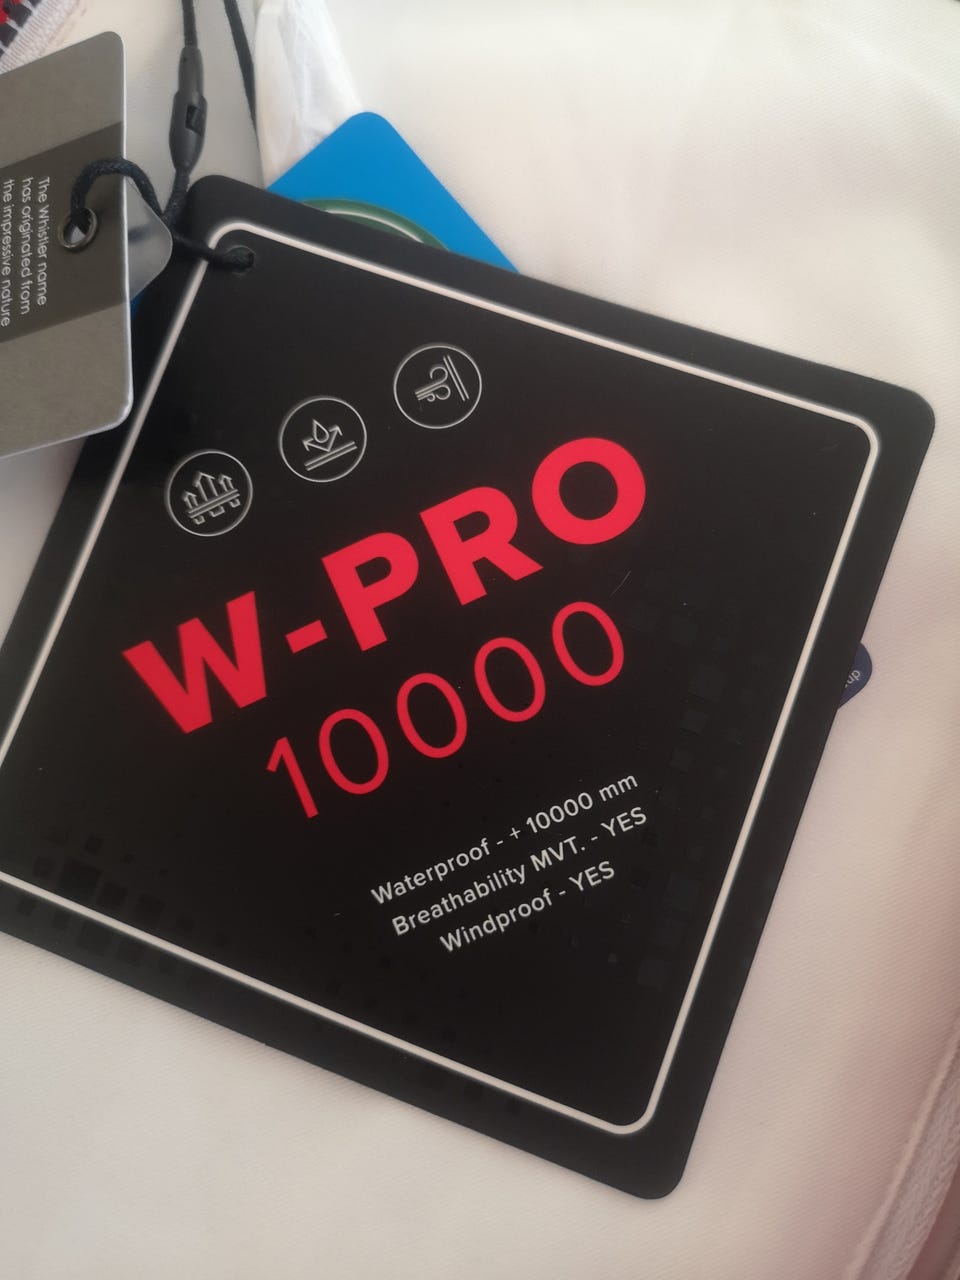 The Whistler name
has originated from
the impressive nature
W-PRO
10000
Waterproof - + 10000 mm
Breathability MVT. - YES
Windproof - YES